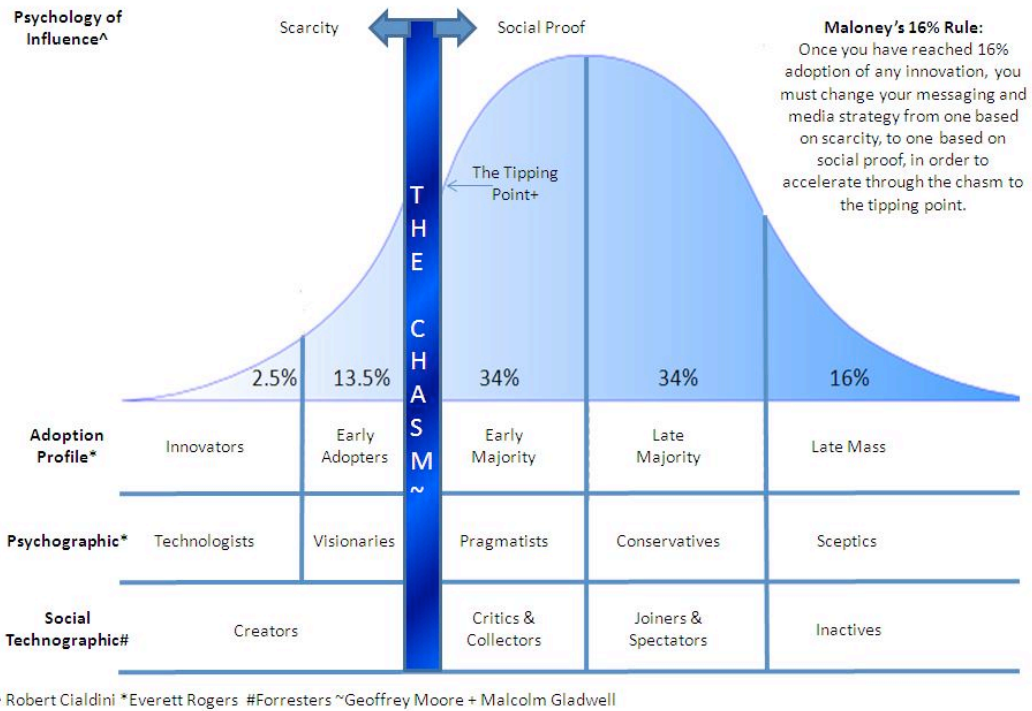 Psychology of
Influence^
Scarcity
Social Proof
Maloney's 16% Rule:
Once you have reached 16%
adoption of any innovation, you
must change your messaging and
media strategy from one based
on scarcity, to one based on
social proof, in order to
accelerate through the chasm to
the tipping point.
The Tipping
Point+
THE CHASM~
2.5%
13.5%
34%
34%
16%
Adoption
Profile*
Innovators
Early
Adopters
Early
Majority
Late
Majority
Late Mass
Psychographic*
Technologists
Visionaries
Pragmatists
Conservatives
Sceptics
Social
Technographic#
Creators
Critics &
Collectors
Joiners &
Spectators
Inactives
Robert Cialdini *Everett Rogers #Forresters ~Geoffrey Moore + Malcolm Gladwell